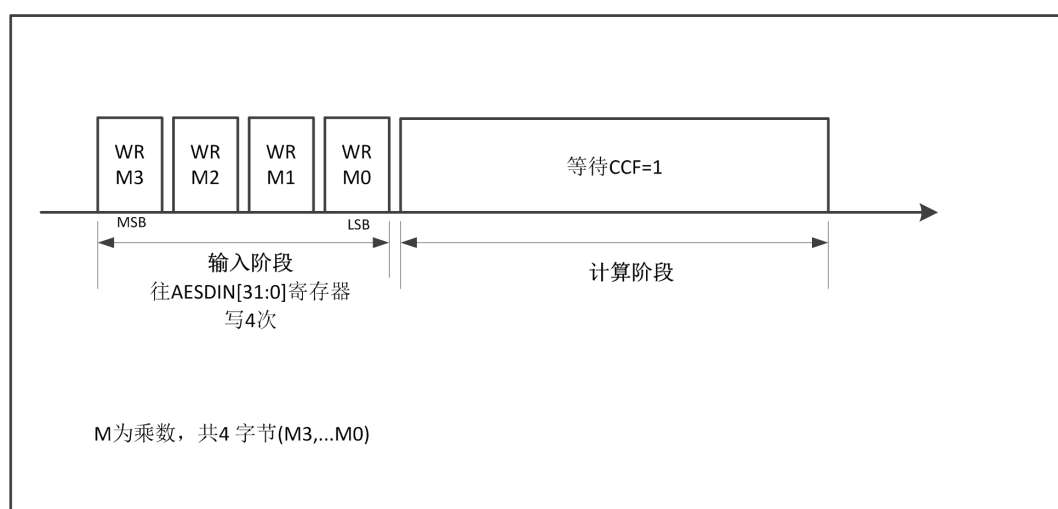 WR M3
WR M2
WR M1
WR M0
等待CCF=1
MSB
LSB
输入阶段
往AESDIN[31:0]寄存器
写4次
计算阶段
M为乘数，共4 字节(M3,...M0)